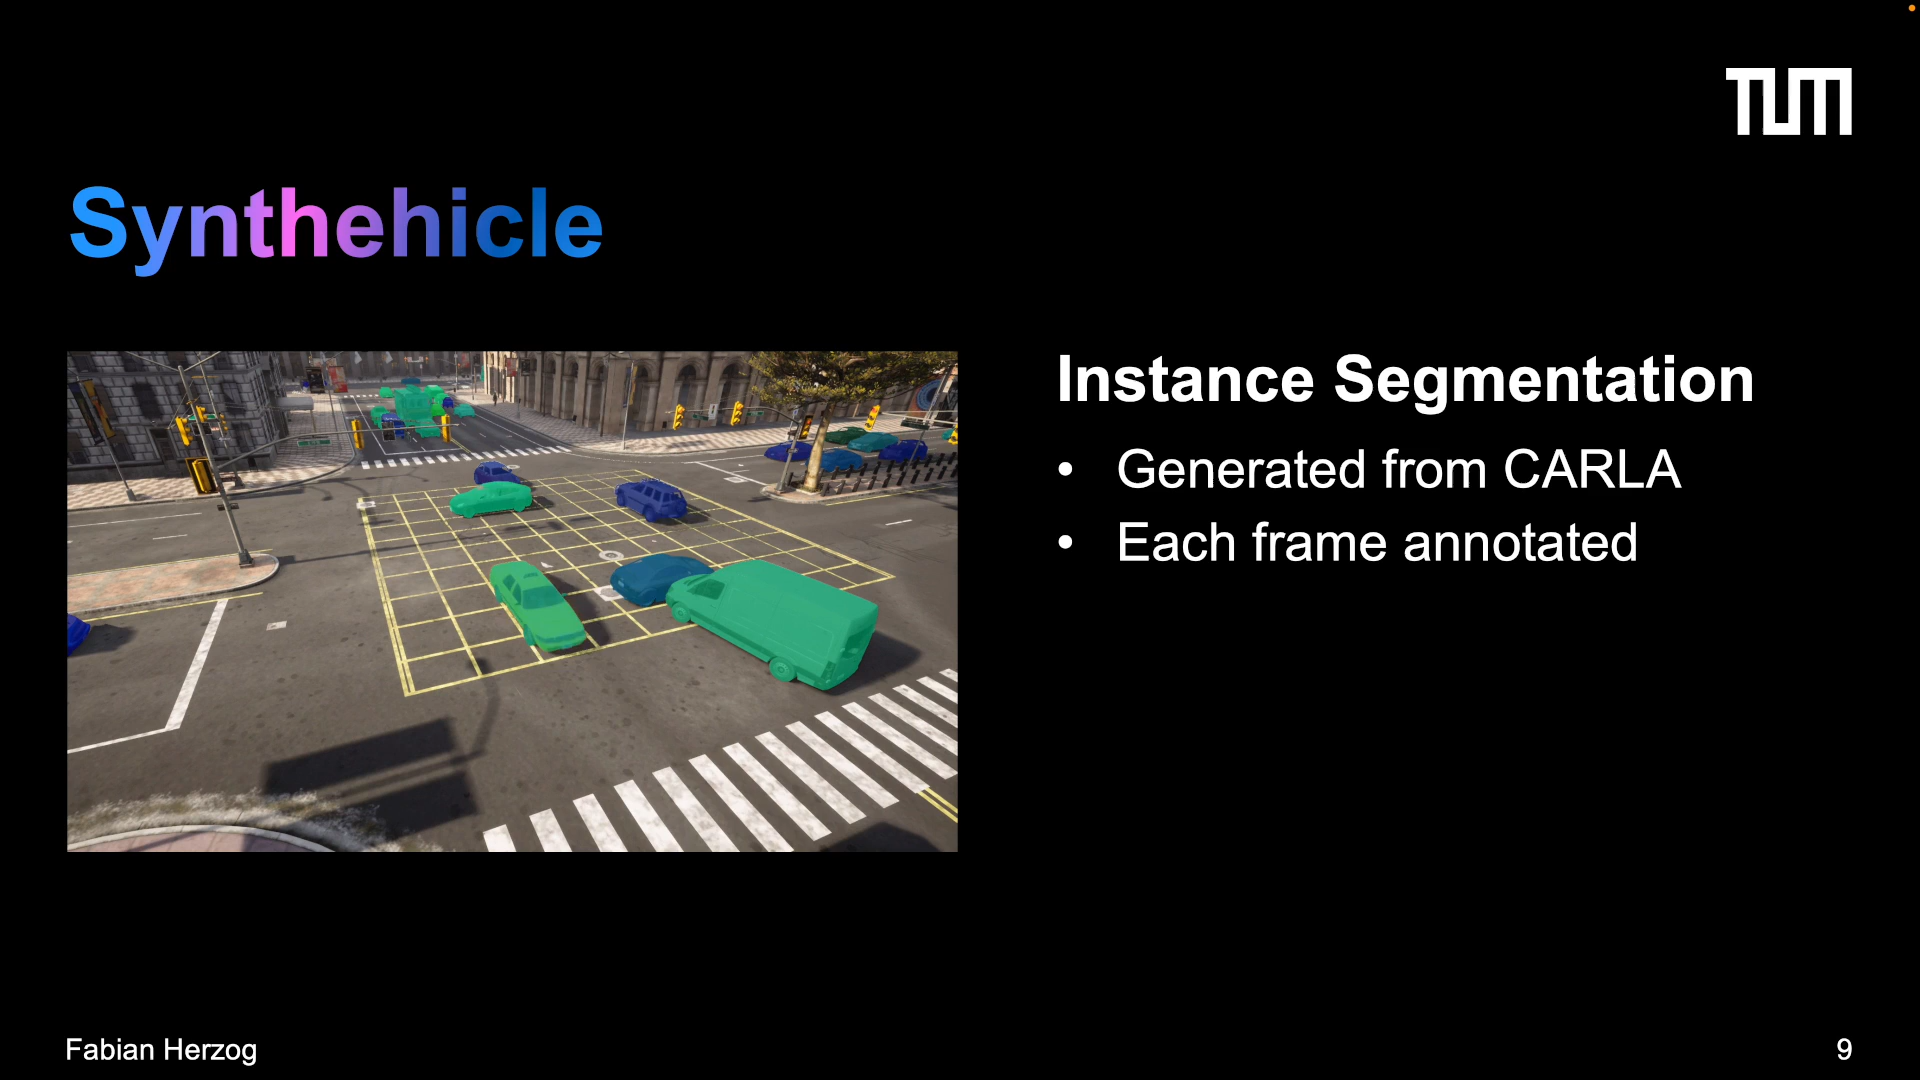 TUM
Synthehicle
Instance Segmentation
• Generated from CARLA
• Each frame annotated
Fabian Herzog
9